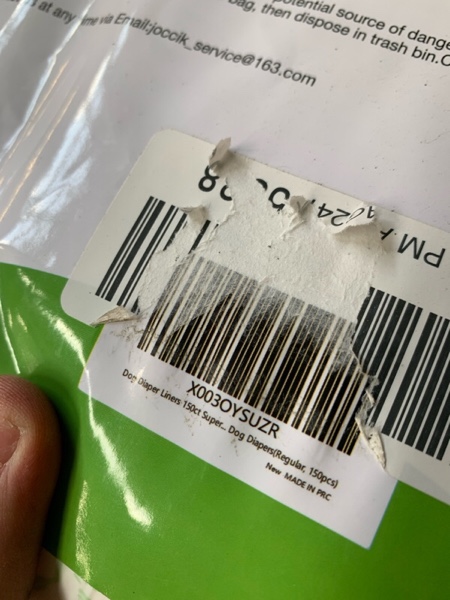 potential source of dange
bag, then dispose in trash bin.C
at any time via Email:joccik_service@163.com
PM
X003OYSUZR
Dog Diaper Liners 150ct Super... Dog Diapers(Regular, 150pcs)
New MADE IN PRC